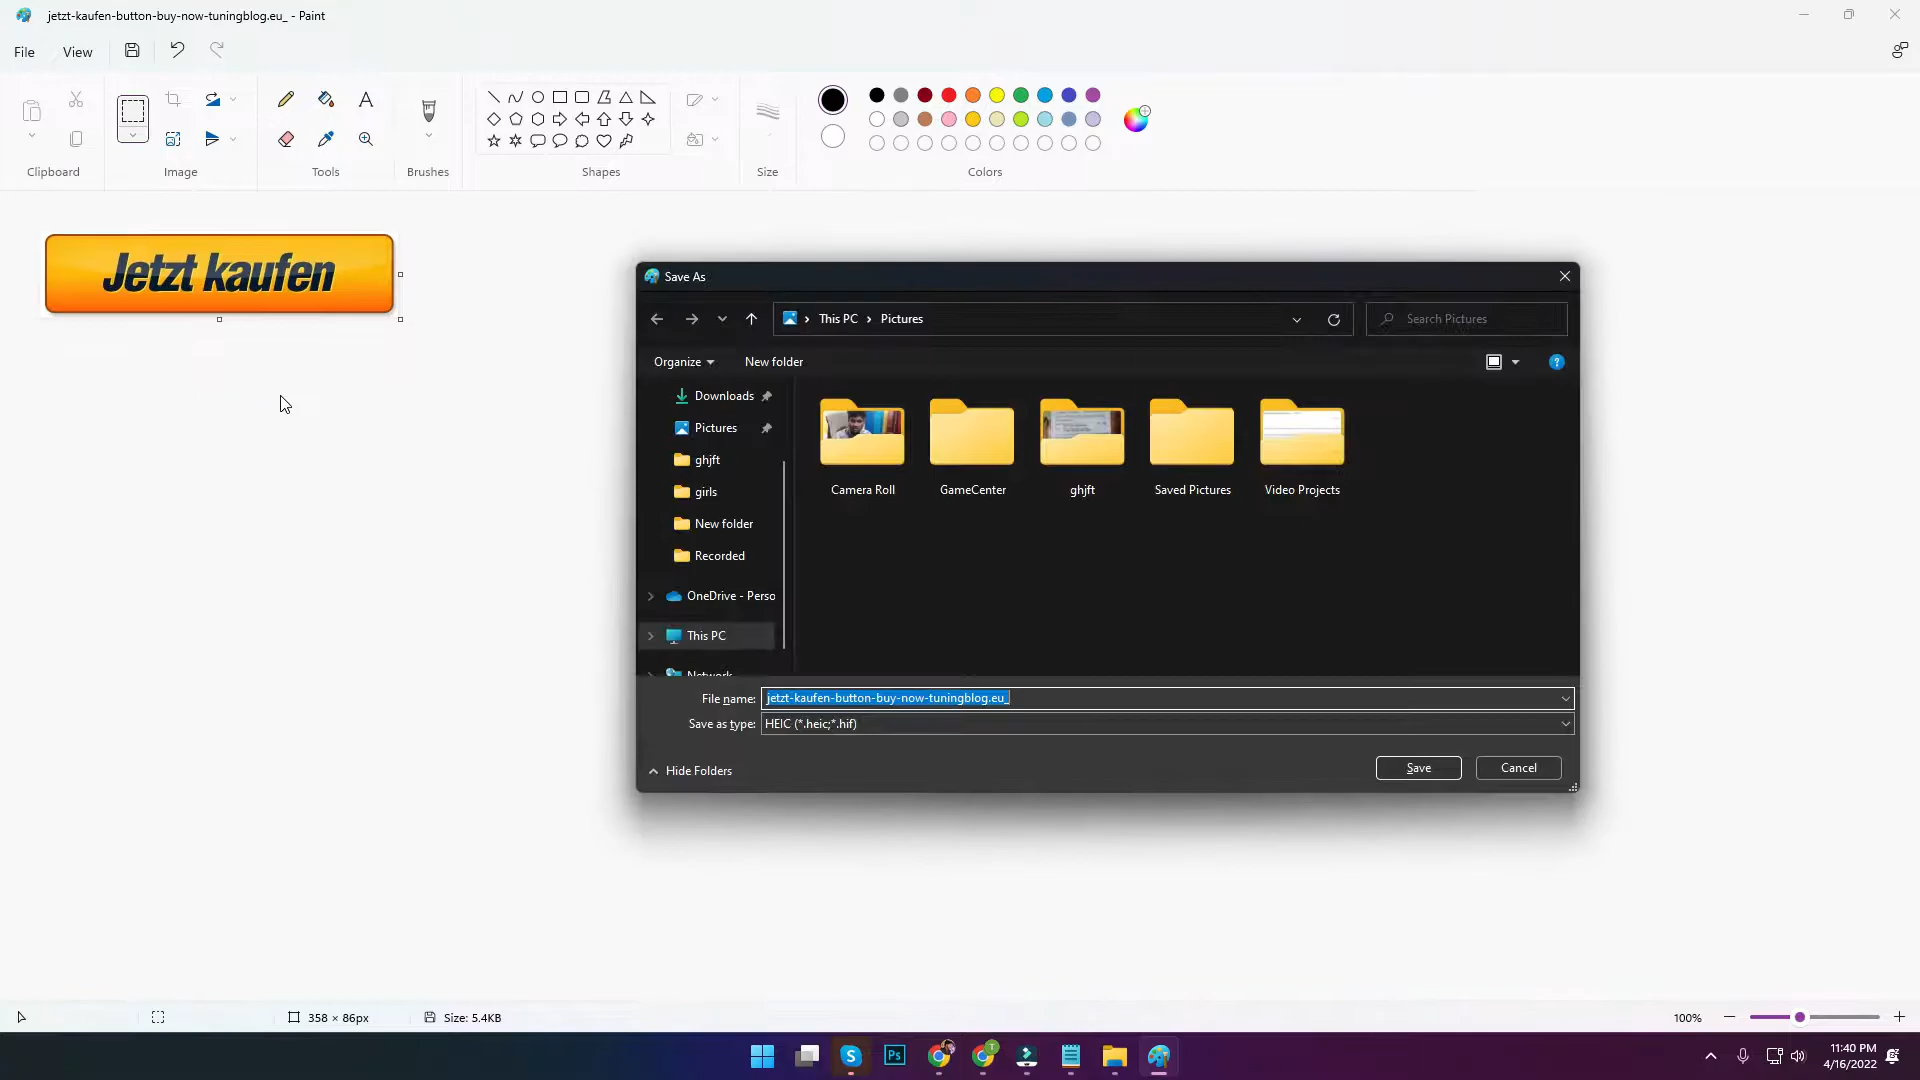 jetzt-kaufen-button-buy-now-tuningblog.eu_ - Paint
File
View
Clipboard
Image
Tools
Brushes
Shapes
Size
Colors
Jetzt kaufen
Save As
This PC
Pictures
Search Pictures
Organize
New folder
Downloads
Pictures
ghjft
girls
New folder
Recorded
OneDrive - Perso
This PC
Network
Camera Roll
GameCenter
ghjft
Saved Pictures
Video Projects
File name: jetzt-kaufen-button-buy-now-tuningblog.eu_
Save as type: HEIC (*.heic;*.hif)
Hide Folders
Save
Cancel
358 × 86px
Size: 5.4KB
100%
S
Ps
T
11:40 PM
4/16/2022